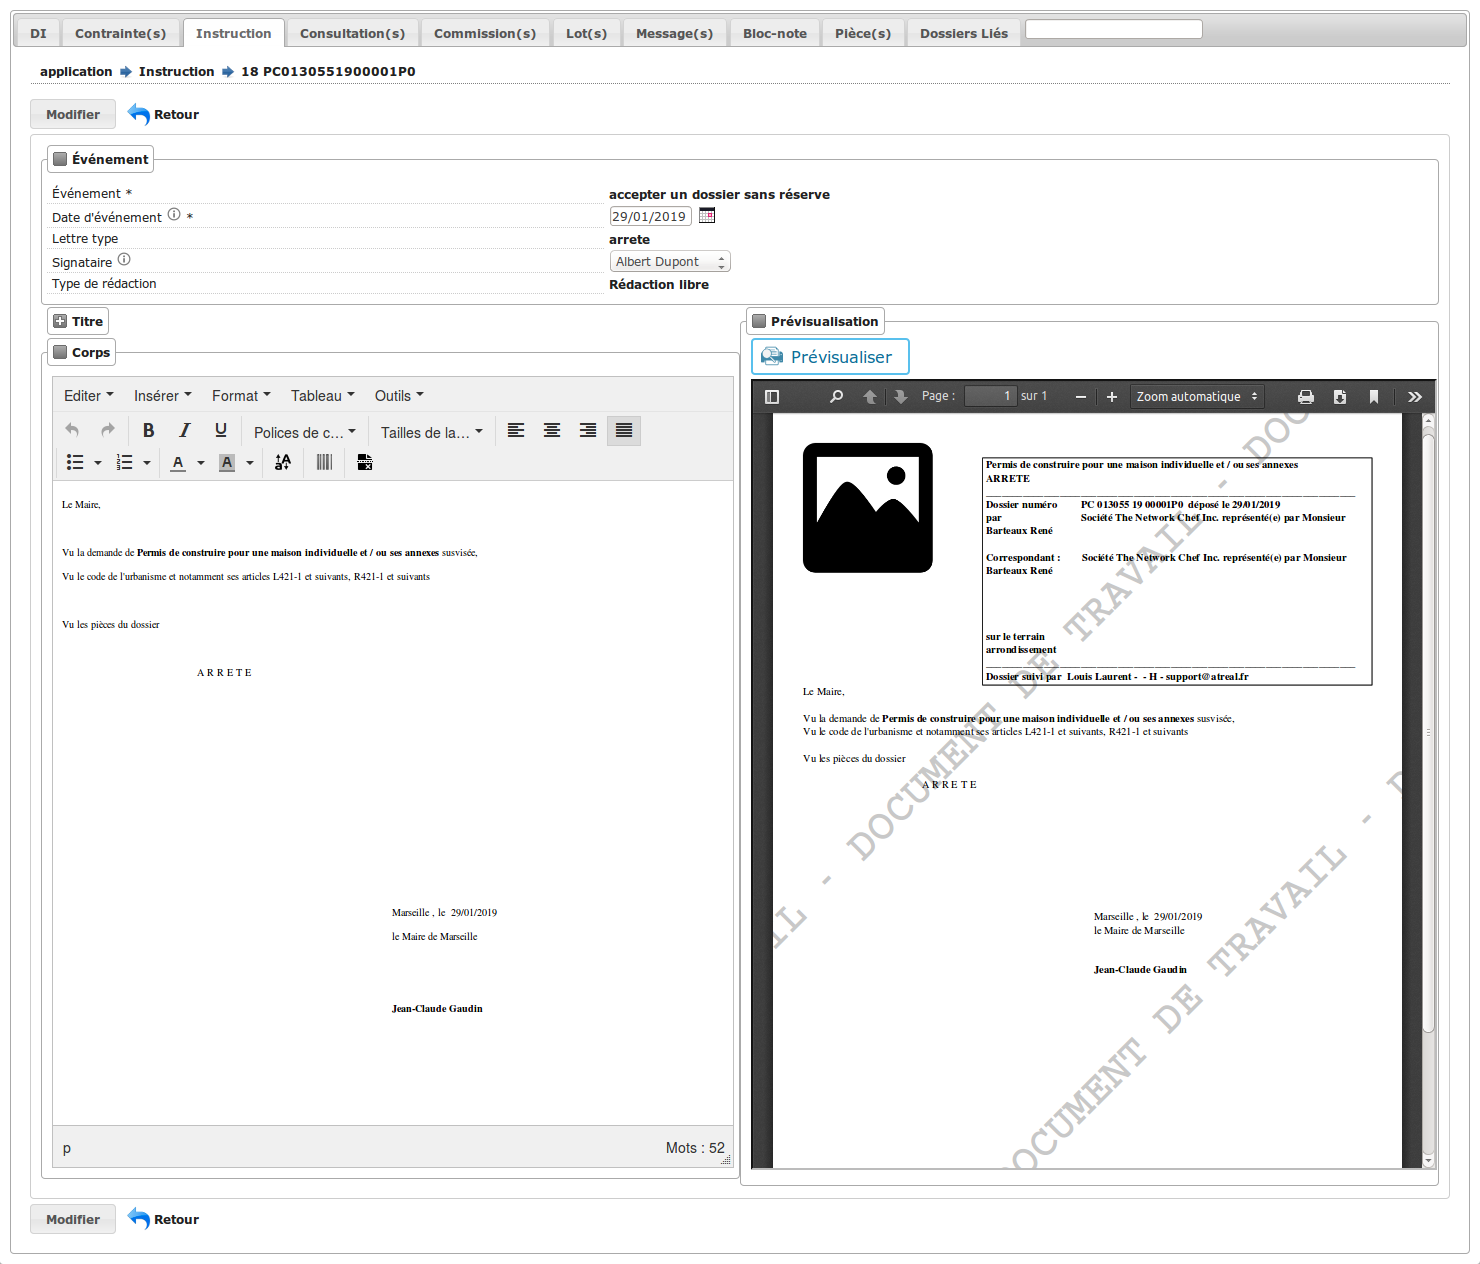 DI Contrainte(s) Instruction Consultation(s) Commission(s) Lot(s) Message(s) Bloc-note Pièce(s) Dossiers Liés
application Instruction 18 PC0130551900001P0
Modifier Retour
Événement
Événement * accepter un dossier sans réserve
Date d'événement * 29/01/2019
Lettre type arrete
Signataire Albert Dupont
Type de rédaction Rédaction libre
Titre
Corps
Editer Insérer Format Tableau Outils
B I U Polices de c... Tailles de la...
A A
Le Maire,
Vu la demande de Permis de construire pour une maison individuelle et / ou ses annexes susvisée,
Vu le code de l'urbanisme et notamment ses articles L421-1 et suivants, R421-1 et suivants
Vu les pièces du dossier
A R R E T E
Marseille , le 29/01/2019
le Maire de Marseille
Jean-Claude Gaudin
p Mots : 52
Prévisualisation
Prévisualiser
Page : 1 sur 1 Zoom automatique
Permis de construire pour une maison individuelle et / ou ses annexes
ARRETE
Dossier numéro PC 013055 19 00001P0 déposé le 29/01/2019
par Société The Network Chef Inc. représenté(e) par Monsieur
Barteaux René
Correspondant : Société The Network Chef Inc. représenté(e) par Monsieur
Barteaux René
sur le terrain
arrondissement
Dossier suivi par Louis Laurent - - H - support@atreal.fr
Le Maire,
Vu la demande de Permis de construire pour une maison individuelle et / ou ses annexes susvisée,
Vu le code de l'urbanisme et notamment ses articles L421-1 et suivants, R421-1 et suivants
Vu les pièces du dossier
A R R E T E
Marseille , le 29/01/2019
le Maire de Marseille
Jean-Claude Gaudin
IL - DOCUMENT DE TRAVAIL - DOC
OCUMENT DE TRAVAIL - D
Modifier Retour